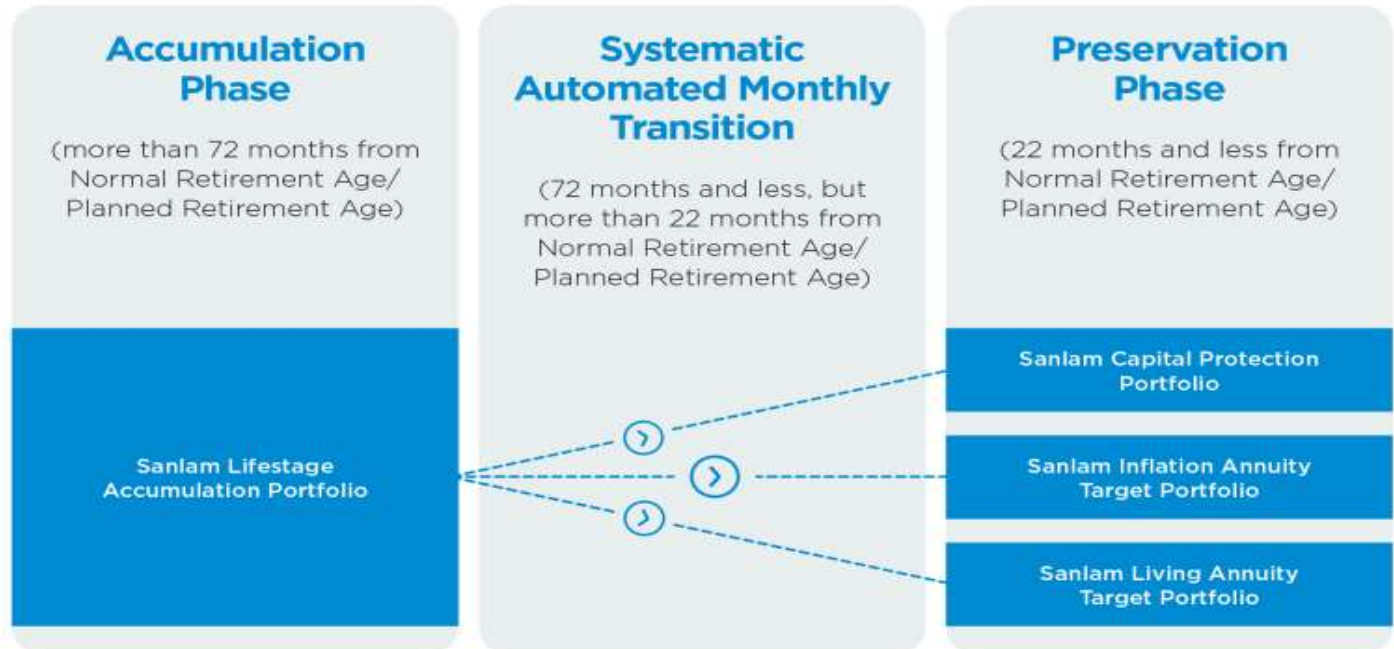 Accumulation
Phase
(more than 72 months from
Normal Retirement Age/
Planned Retirement Age)
Sanlam Lifestage
Accumulation Portfolio
Systematic
Automated Monthly
Transition
(72 months and less, but
more than 22 months from
Normal Retirement Age/
Planned Retirement Age)
Preservation
Phase
(22 months and less from
Normal Retirement Age/
Planned Retirement Age)
Sanlam Capital Protection
Portfolio
Sanlam Inflation Annuity
Target Portfolio
Sanlam Living Annuity
Target Portfolio